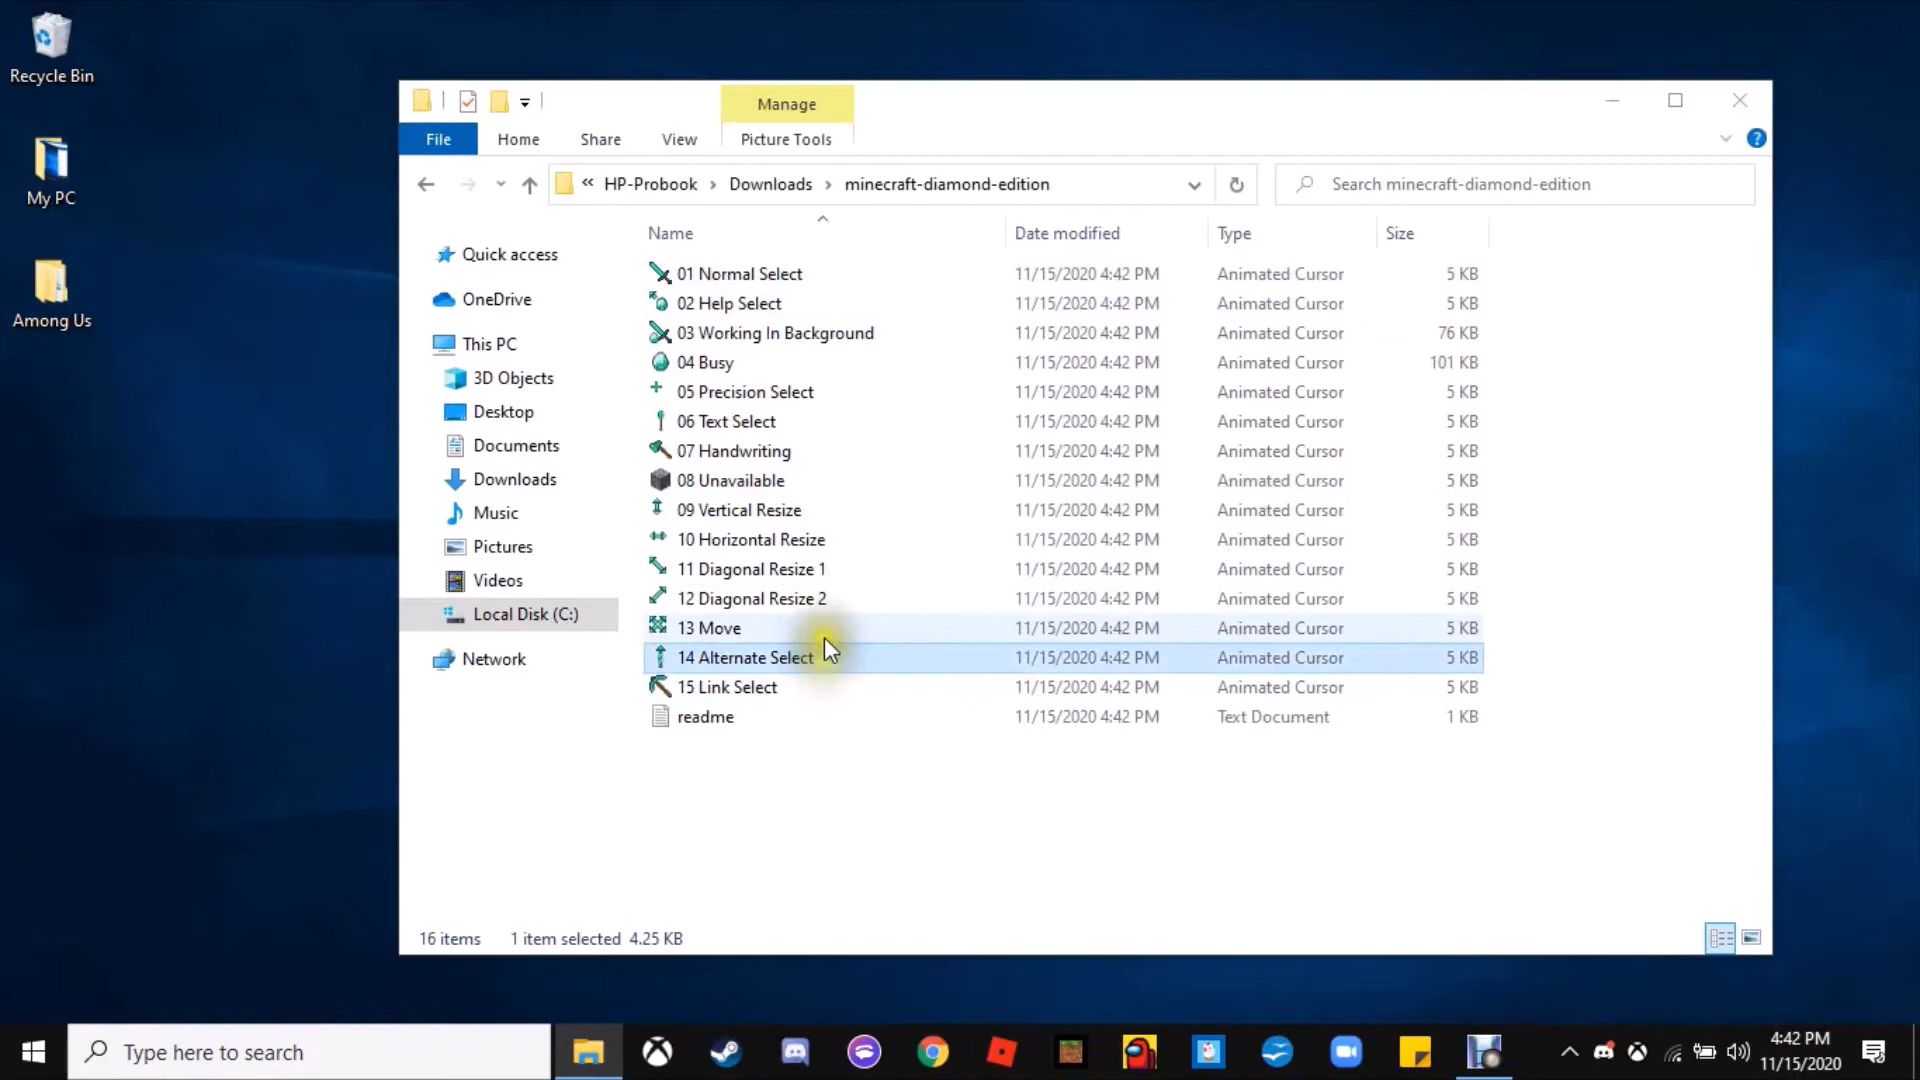 Recycle Bin
My PC
Among Us
Manage
File Home Share View Picture Tools
« HP-Probook › Downloads › minecraft-diamond-edition
Search minecraft-diamond-edition
Quick access
OneDrive
This PC
3D Objects
Desktop
Documents
Downloads
Music
Pictures
Videos
Local Disk (C:)
Network
Name Date modified Type Size
01 Normal Select 11/15/2020 4:42 PM Animated Cursor 5 KB
02 Help Select 11/15/2020 4:42 PM Animated Cursor 5 KB
03 Working In Background 11/15/2020 4:42 PM Animated Cursor 76 KB
04 Busy 11/15/2020 4:42 PM Animated Cursor 101 KB
05 Precision Select 11/15/2020 4:42 PM Animated Cursor 5 KB
06 Text Select 11/15/2020 4:42 PM Animated Cursor 5 KB
07 Handwriting 11/15/2020 4:42 PM Animated Cursor 5 KB
08 Unavailable 11/15/2020 4:42 PM Animated Cursor 5 KB
09 Vertical Resize 11/15/2020 4:42 PM Animated Cursor 5 KB
10 Horizontal Resize 11/15/2020 4:42 PM Animated Cursor 5 KB
11 Diagonal Resize 1 11/15/2020 4:42 PM Animated Cursor 5 KB
12 Diagonal Resize 2 11/15/2020 4:42 PM Animated Cursor 5 KB
13 Move 11/15/2020 4:42 PM Animated Cursor 5 KB
14 Alternate Select 11/15/2020 4:42 PM Animated Cursor 5 KB
15 Link Select 11/15/2020 4:42 PM Animated Cursor 5 KB
readme 11/15/2020 4:42 PM Text Document 1 KB
16 items 1 item selected 4.25 KB
Type here to search
4:42 PM
11/15/2020